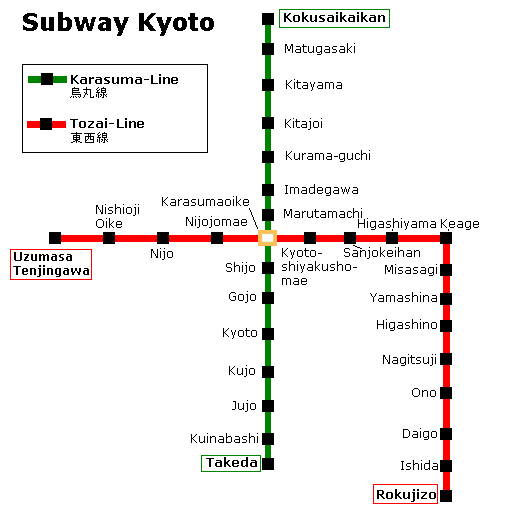 Subway Kyoto
Karasuma-Line
烏丸線
Tozai-Line
東西線
Kokusaikaikan
Matugasaki
Kitayama
Kitajoi
Kurama-guchi
Imadegawa
Marutamachi
Karasumaoike
Nishioji
Oike
Nijojomae
Higashiyama
Keage
Uzumasa
Tenjingawa
Nijo
Kyoto-
shiyakusho-
mae
Sanjokeihan
Shijo
Gojo
Kyoto
Kujo
Jujo
Kuinabashi
Takeda
Misasagi
Yamashina
Higashino
Nagitsuji
Ono
Daigo
Ishida
Rokujizo